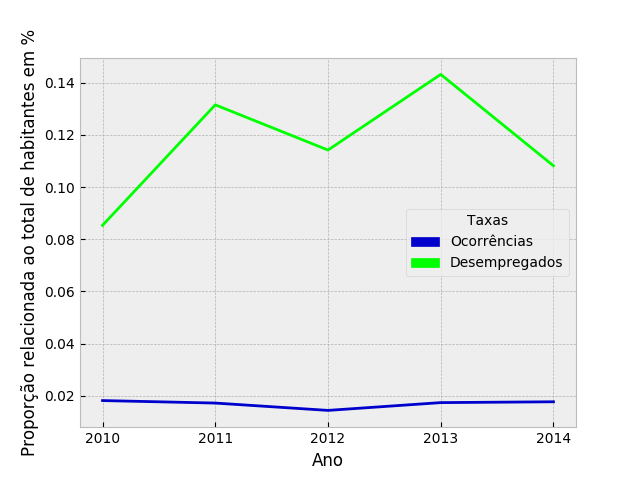 Proporção relacionada ao total de habitantes em %
0.14
0.12
0.10
0.08
0.06
0.04
0.02
Taxas
Ocorrências
Desempregados
2010 2011 2012 2013 2014
Ano